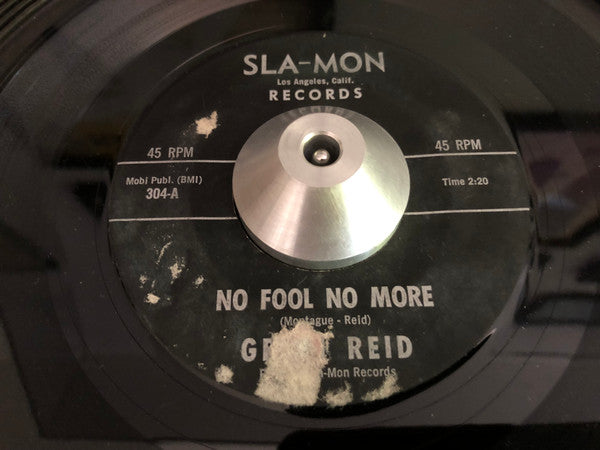 SLA-MON
Los Angeles, Calif.
RECORDS
45 RPM
45 RPM
Mobi Publ. (BMI)
Time 2:20
304-A
NO FOOL NO MORE
(Montague - Reid)
REID
Records